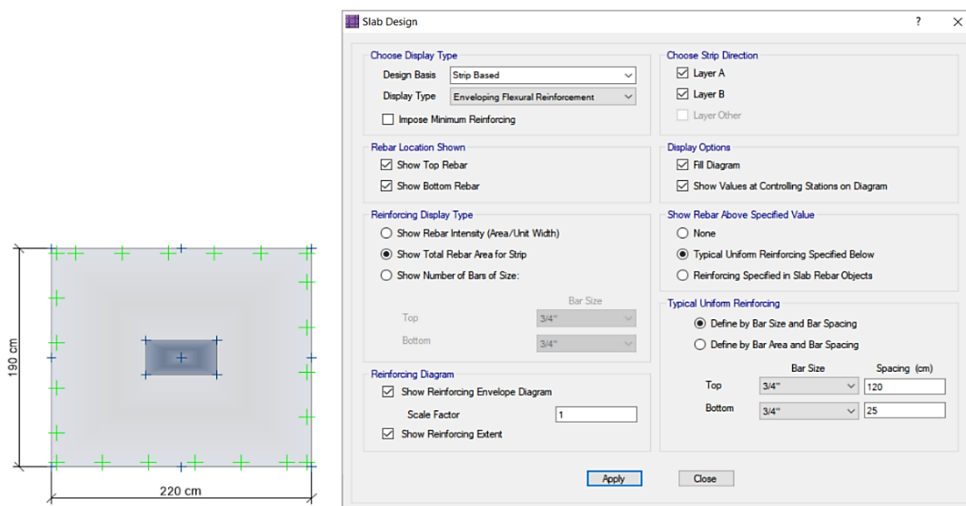 190 cm
220 cm
Slab Design
?
Choose Display Type
Design Basis Strip Based
Display Type Enveloping Flexural Reinforcement
Impose Minimum Reinforcing
Rebar Location Shown
Show Top Rebar
Show Bottom Rebar
Reinforcing Display Type
Show Rebar Intensity (Area/Unit Width)
Show Total Rebar Area for Strip
Show Number of Bars of Size:
Bar Size
Top 3/4"
Bottom 3/4"
Reinforcing Diagram
Show Reinforcing Envelope Diagram
Scale Factor 1
Show Reinforcing Extent
Choose Strip Direction
Layer A
Layer B
Layer Other
Display Options
Fill Diagram
Show Values at Controlling Stations on Diagram
Show Rebar Above Specified Value
None
Typical Uniform Reinforcing Specified Below
Reinforcing Specified in Slab Rebar Objects
Typical Uniform Reinforcing
Define by Bar Size and Bar Spacing
Define by Bar Area and Bar Spacing
Bar Size Spacing (cm)
Top 3/4" 120
Bottom 3/4" 25
Apply Close